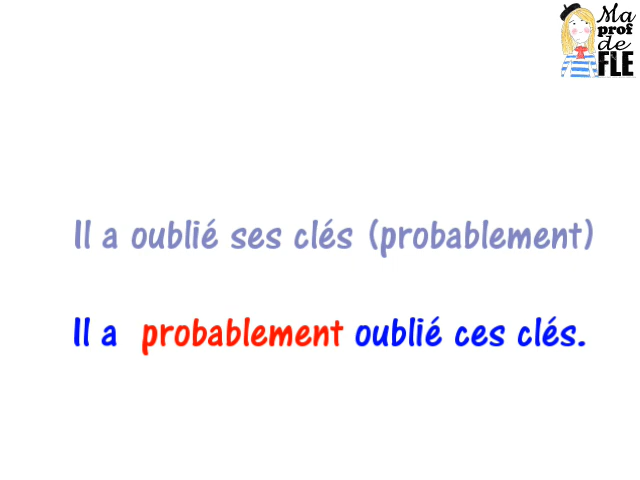 Ma
prof
de
FLE
Il a oublié ses clés (probablement)
Il a probablement oublié ces clés.